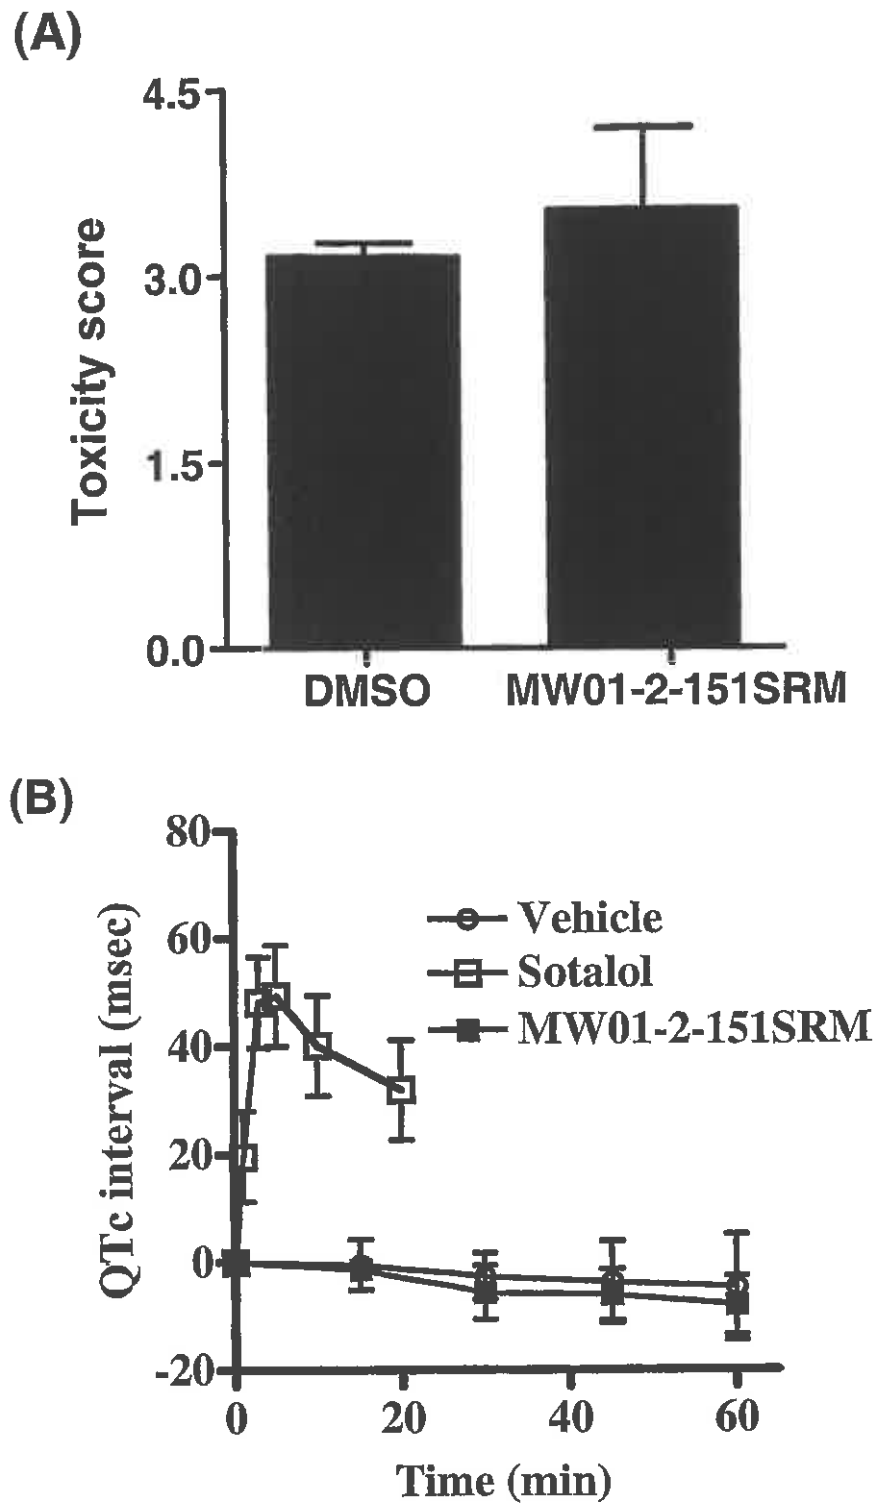 (A)
Toxicity score
4.5
3.0
1.5
0.0
DMSO MW01-2-151SRM
(B)
QTc interval (msec)
80
60
40
20
0
-20
Vehicle
Sotalol
MW01-2-151SRM
0 20 40 60
Time (min)